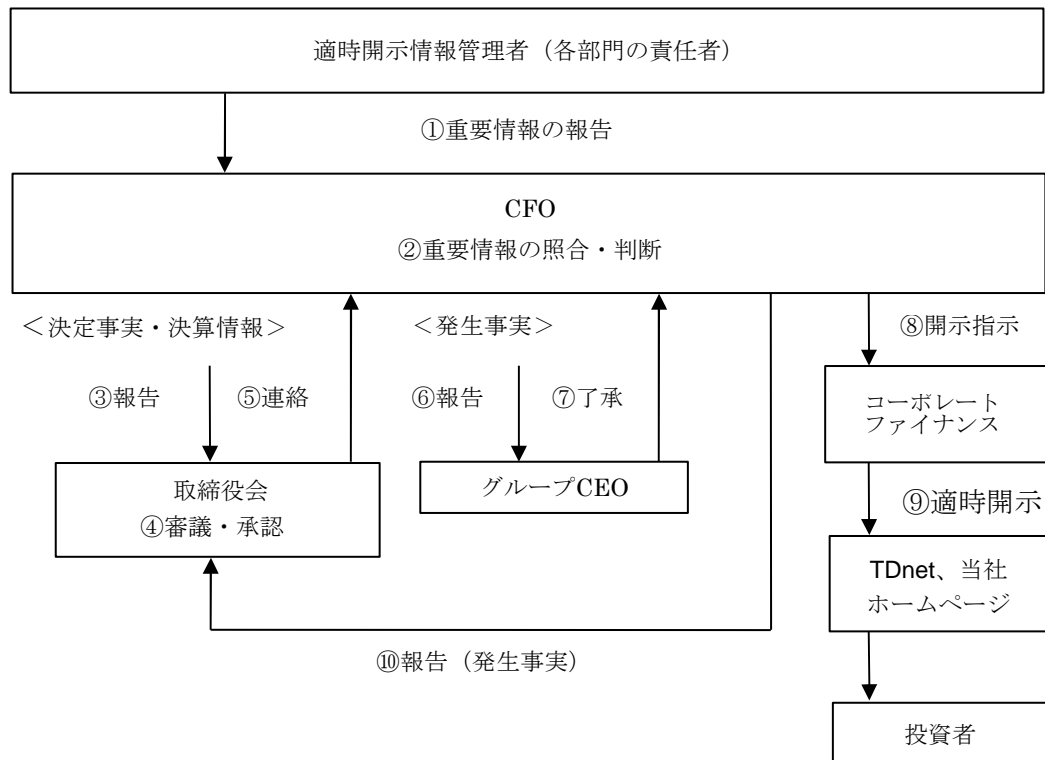 適時開示情報管理者（各部門の責任者）
①重要情報の報告
CFO
②重要情報の照合・判断
＜決定事実・決算情報＞
＜発生事実＞
⑧開示指示
③報告
⑤連絡
⑥報告
⑦了承
コーポレート
ファイナンス
取締役会
④審議・承認
グループCEO
⑨適時開示
TDnet、当社
ホームページ
⑩報告（発生事実）
投資者